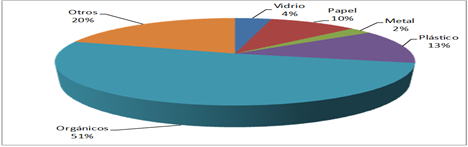 Vidrio
4%
Papel
10%
Metal
2%
Plástico
13%
Orgánicos
51%
Otros
20%